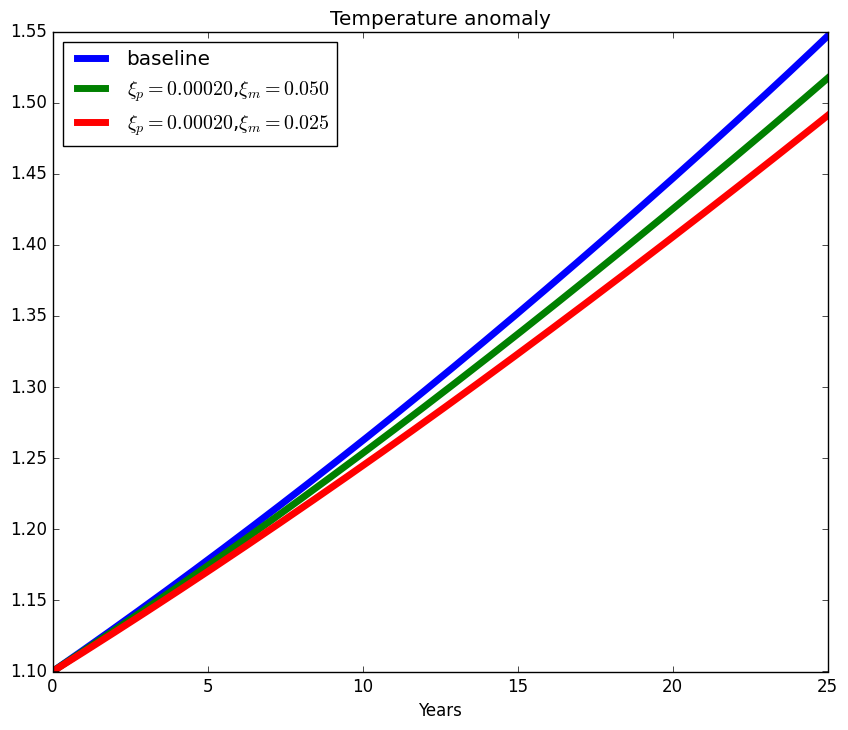 Temperature anomaly
1.55
1.50
1.45
1.40
1.35
1.30
1.25
1.20
1.15
1.10
baseline
ξp = 0.00020,ξm = 0.050
ξp = 0.00020,ξm = 0.025
0 5 10 15 20 25
Years